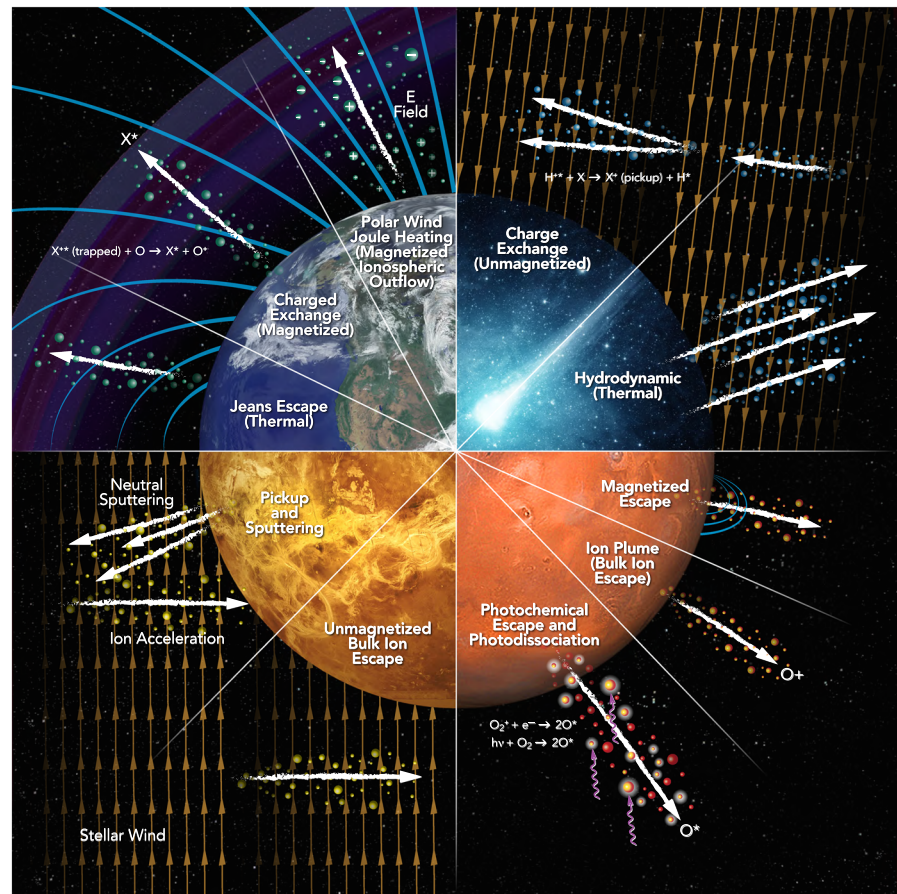 E
Field
X*
X⁺* (trapped) + O → X* + O⁺
Polar Wind
Joule Heating
(Magnetized
Ionospheric
Outflow)
Charged
Exchange
(Magnetized)
Jeans Escape
(Thermal)
H⁺* + X → X⁺ (pickup) + H*
Charge
Exchange
(Unmagnetized)
Hydrodynamic
(Thermal)
Neutral
Sputtering
Pickup
and
Sputtering
Ion Acceleration
Unmagnetized
Bulk Ion
Escape
Stellar Wind
Magnetized
Escape
Ion Plume
(Bulk Ion
Escape)
Photochemical
Escape and
Photodissociation
O+
O₂⁺ + e⁻ → 2O*
hν + O₂ → 2O*
O*